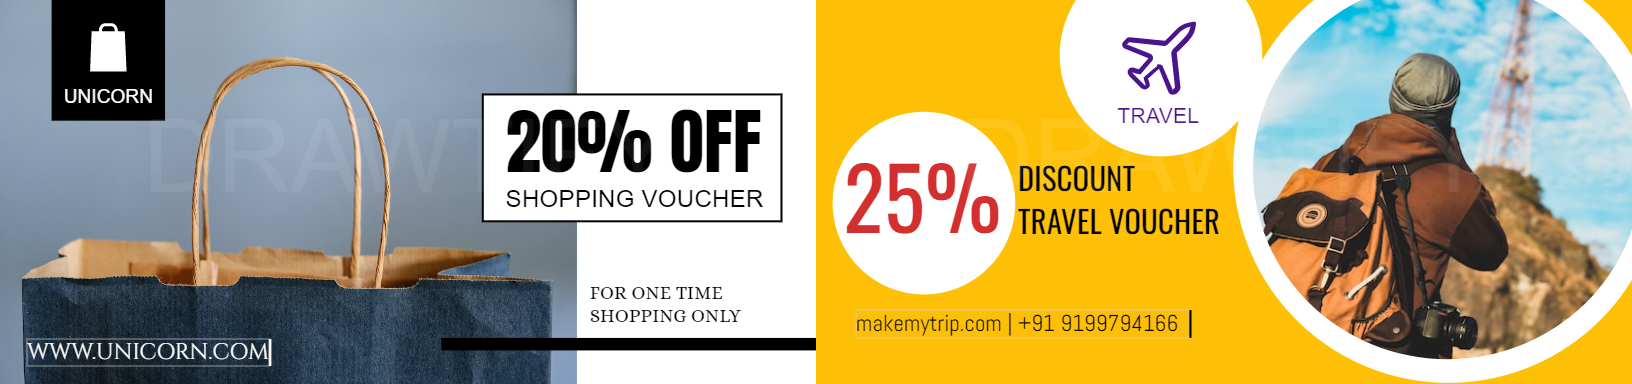 UNICORN
20% OFF
SHOPPING VOUCHER
FOR ONE TIME
SHOPPING ONLY
WWW.UNICORN.COM
TRAVEL
25%
DISCOUNT
TRAVEL VOUCHER
makemytrip.com | +91 9199794166